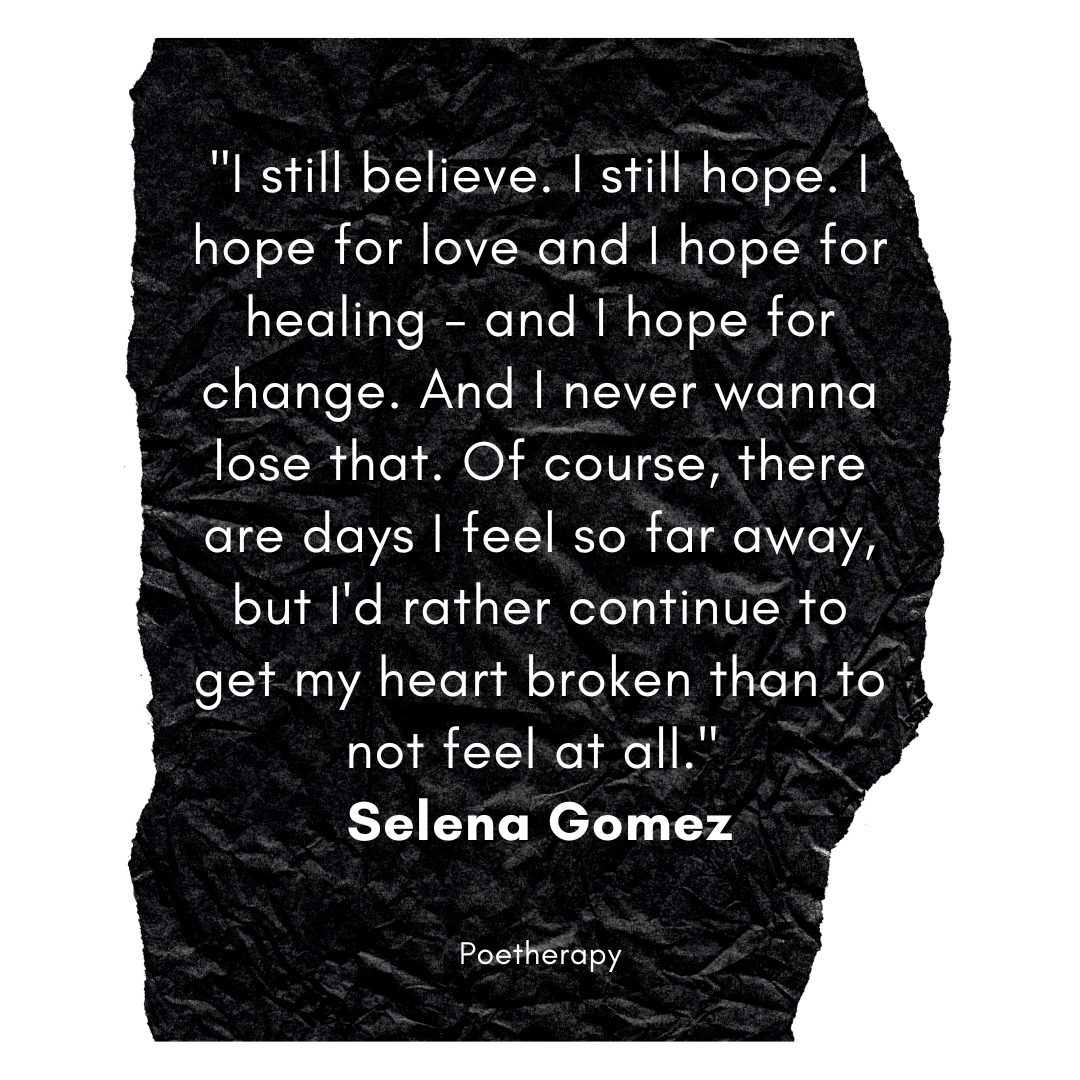 "I still believe. I still hope. I
hope for love and I hope for
healing - and I hope for
change. And I never wanna
lose that. Of course, there
are days I feel so far away,
but I'd rather continue to
get my heart broken than to
not feel at all."
Selena Gomez
Poetherapy